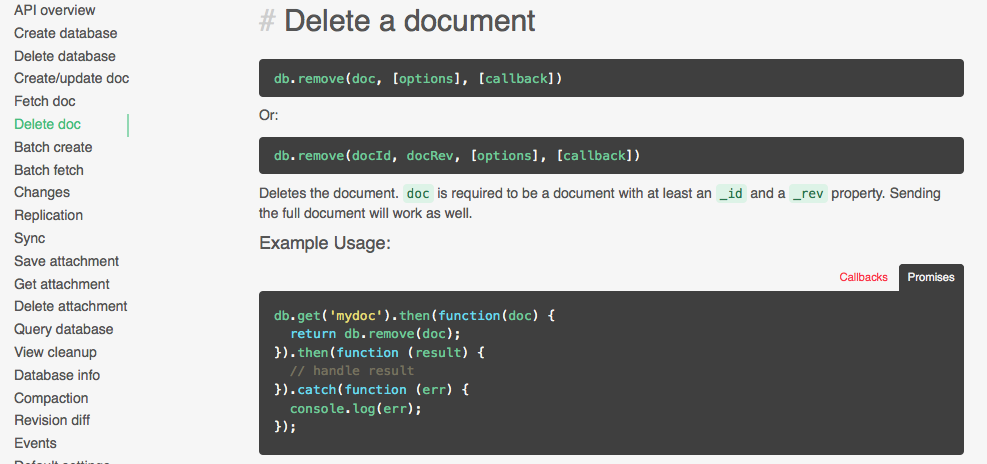 API overview
Create database
Delete database
Create/update doc
Fetch doc
Delete doc
Batch create
Batch fetch
Changes
Replication
Sync
Save attachment
Get attachment
Delete attachment
Query database
View cleanup
Database info
Compaction
Revision diff
Events
Default settings
# Delete a document
db.remove(doc, [options], [callback])
Or:
db.remove(docId, docRev, [options], [callback])
Deletes the document. doc is required to be a document with at least an _id and a _rev property. Sending
the full document will work as well.
Example Usage:
Callbacks Promises
db.get('mydoc').then(function(doc) {
  return db.remove(doc);
}).then(function (result) {
  // handle result
}).catch(function (err) {
  console.log(err);
});